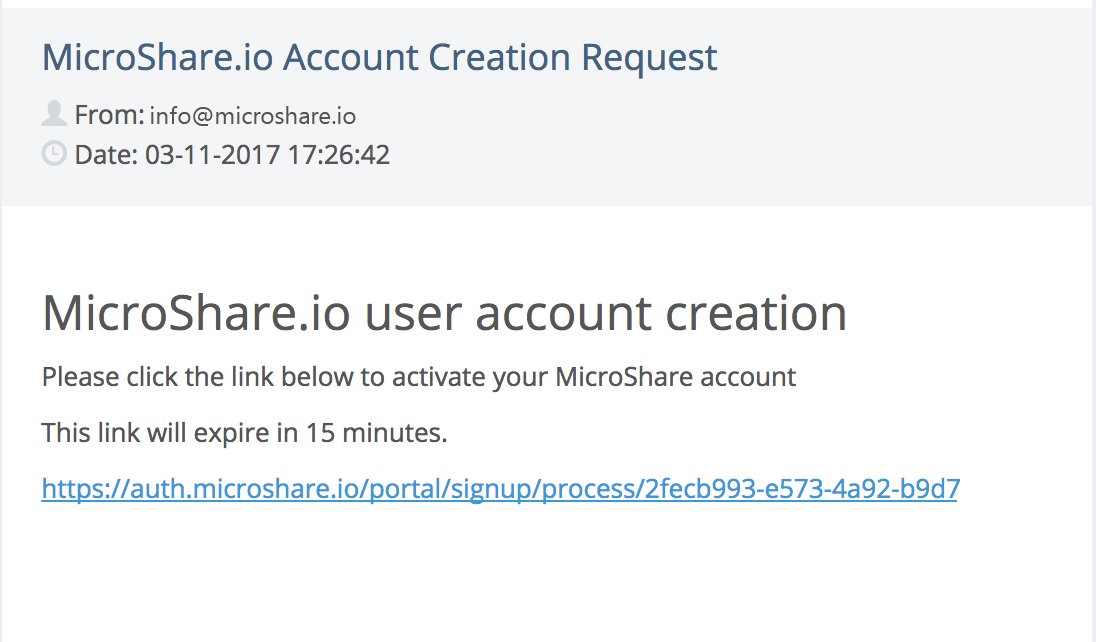 MicroShare.io Account Creation Request
From: info@microshare.io
Date: 03-11-2017 17:26:42
MicroShare.io user account creation
Please click the link below to activate your MicroShare account
This link will expire in 15 minutes.
https://auth.microshare.io/portal/signup/process/2fecb993-e573-4a92-b9d7